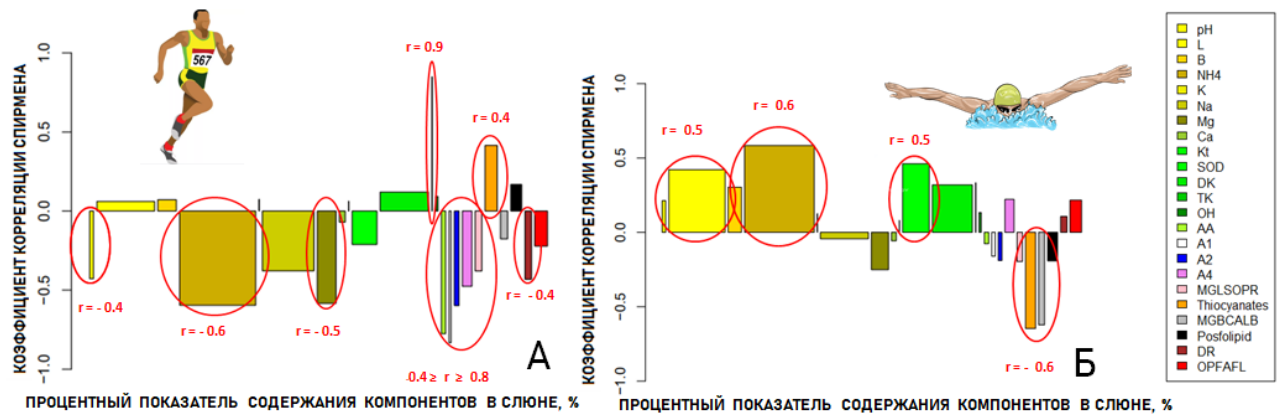 567
r = 0.9
r = 0.4
r = - 0.4
r = - 0.6
r = - 0.5
r = - 0.4
0.4 ≥ r ≥ 0.8
1.0
0.5
0.0
−0.5
−1.0
КОЭФФИЦИЕНТ КОРРЕЛЯЦИИ СПИРМЕНА
А
ПРОЦЕНТНЫЙ ПОКАЗАТЕЛЬ СОДЕРЖАНИЯ КОМПОНЕНТОВ В СЛЮНЕ, %
r = 0.5
r = 0.6
r = 0.5
r = - 0.6
1.0
0.5
0.0
−0.5
−1.0
КОЭФФИЦИЕНТ КОРРЕЛЯЦИИ СПИРМЕНА
Б
ПРОЦЕНТНЫЙ ПОКАЗАТЕЛЬ СОДЕРЖАНИЯ КОМПОНЕНТОВ В СЛЮНЕ, %
pH
L
B
NH4
K
Na
Mg
Ca
Kt
SOD
DK
TK
OH
AA
A1
A2
A4
MGLSOPR
Thiocyanates
MGBCALB
Posfolipid
DR
OPFAFL